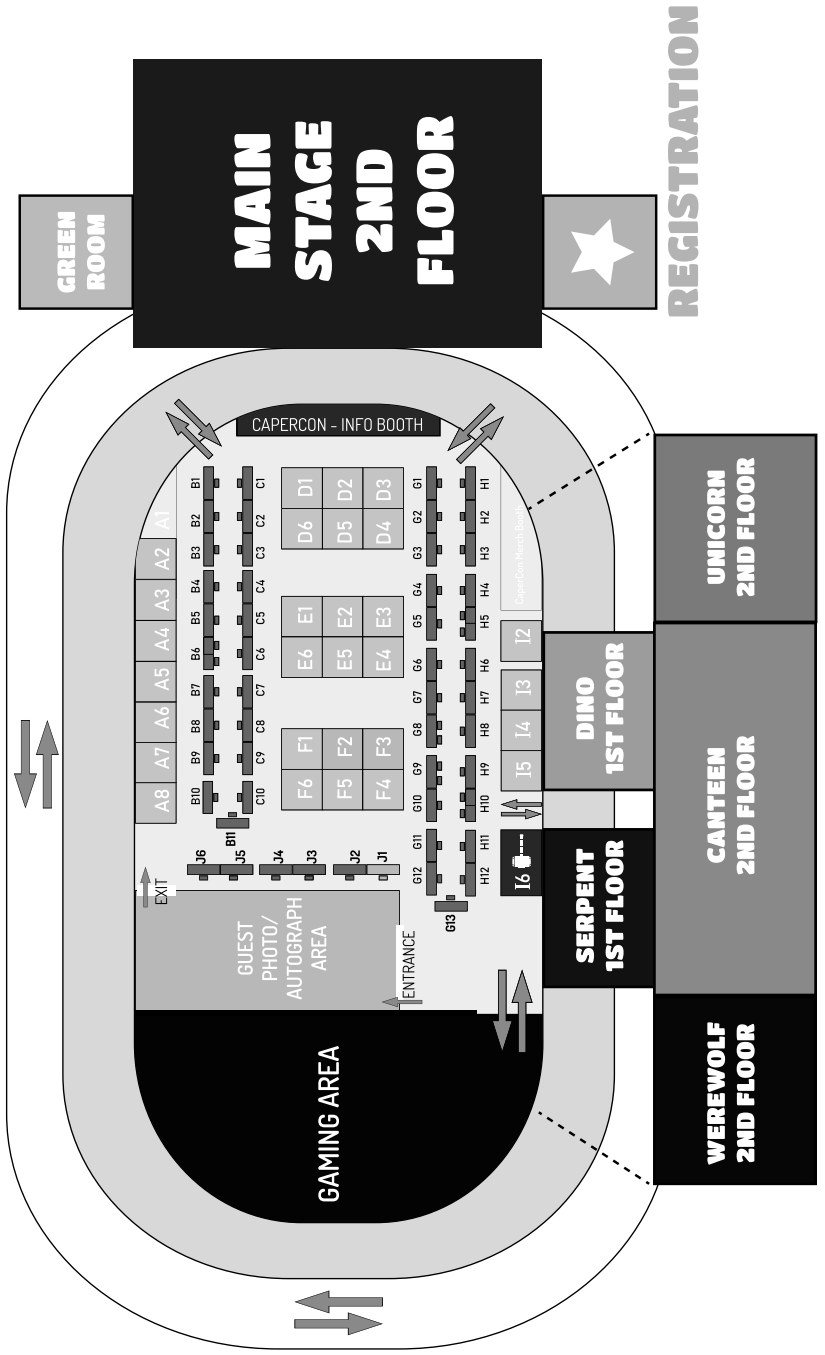 MAIN
STAGE
2ND
FLOOR
GREEN
ROOM
REGISTRATION
CAPERCON - INFO BOOTH
A1
A2
A3
A4
A5
A6
A7
A8
B1
B2
B3
B4
B5
B6
B7
B8
B9
B10
B11
C1
C2
C3
C4
C5
C6
C7
C8
C9
C10
D1
D2
D3
D6
D5
D4
E1
E2
E3
E6
E5
E4
F1
F2
F3
F6
F5
F4
G1
G2
G3
G4
G5
G6
G7
G8
G9
G10
G11
G12
G13
H1
H2
H3
H4
H5
H6
H7
H8
H9
H10
H11
H12
CaperCon Merch Booth
I2
I3
I4
I5
I6
J6
J5
J4
J3
J2
J1
EXIT
GUEST
PHOTO/
AUTOGRAPH
AREA
ENTRANCE
GAMING AREA
UNICORN
2ND FLOOR
DINO
1ST FLOOR
CANTEEN
2ND FLOOR
SERPENT
1ST FLOOR
WEREWOLF
2ND FLOOR